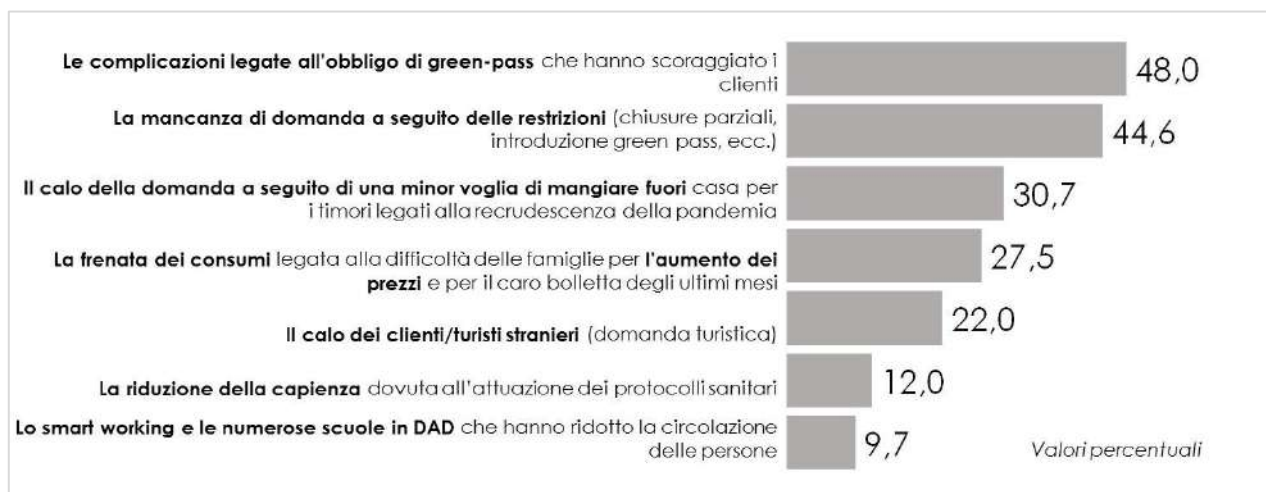 Le complicazioni legate all'obbligo di green-pass che hanno scoraggiato i
clienti
48,0
La mancanza di domanda a seguito delle restrizioni (chiusure parziali,
introduzione green pass, ecc.)
44,6
Il calo della domanda a seguito di una minor voglia di mangiare fuori casa per
i timori legati alla recrudescenza della pandemia
30,7
La frenata dei consumi legata alla difficoltà delle famiglie per l'aumento dei
prezzi e per il caro bolletta degli ultimi mesi
27,5
Il calo dei clienti/turisti stranieri (domanda turistica)
22,0
La riduzione della capienza dovuta all'attuazione dei protocolli sanitari
12,0
Lo smart working e le numerose scuole in DAD che hanno ridotto la circolazione
delle persone
9,7
Valori percentuali